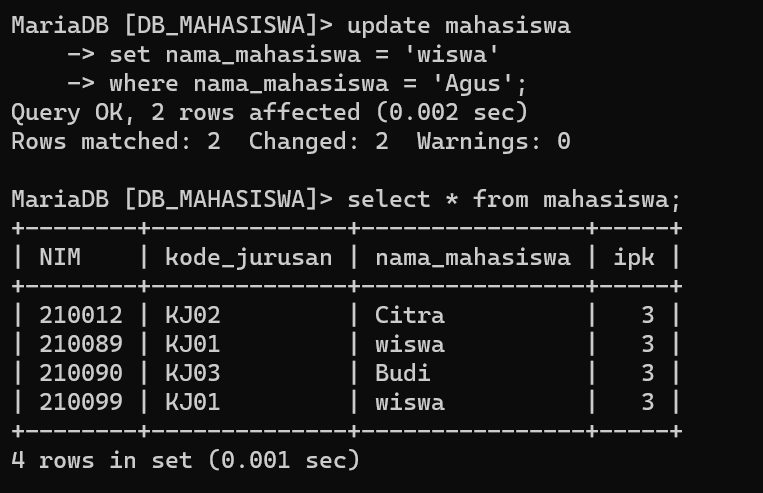 MariaDB [DB_MAHASISWA]> update mahasiswa
    -> set nama_mahasiswa = 'wiswa'
    -> where nama_mahasiswa = 'Agus';
Query OK, 2 rows affected (0.002 sec)
Rows matched: 2  Changed: 2  Warnings: 0

MariaDB [DB_MAHASISWA]> select * from mahasiswa;
+--------+--------------+----------------+-----+
| NIM    | kode_jurusan | nama_mahasiswa | ipk |
+--------+--------------+----------------+-----+
| 210012 | KJ02         | Citra          |   3 |
| 210089 | KJ01         | wiswa          |   3 |
| 210090 | KJ03         | Budi           |   3 |
| 210099 | KJ01         | wiswa          |   3 |
+--------+--------------+----------------+-----+
4 rows in set (0.001 sec)